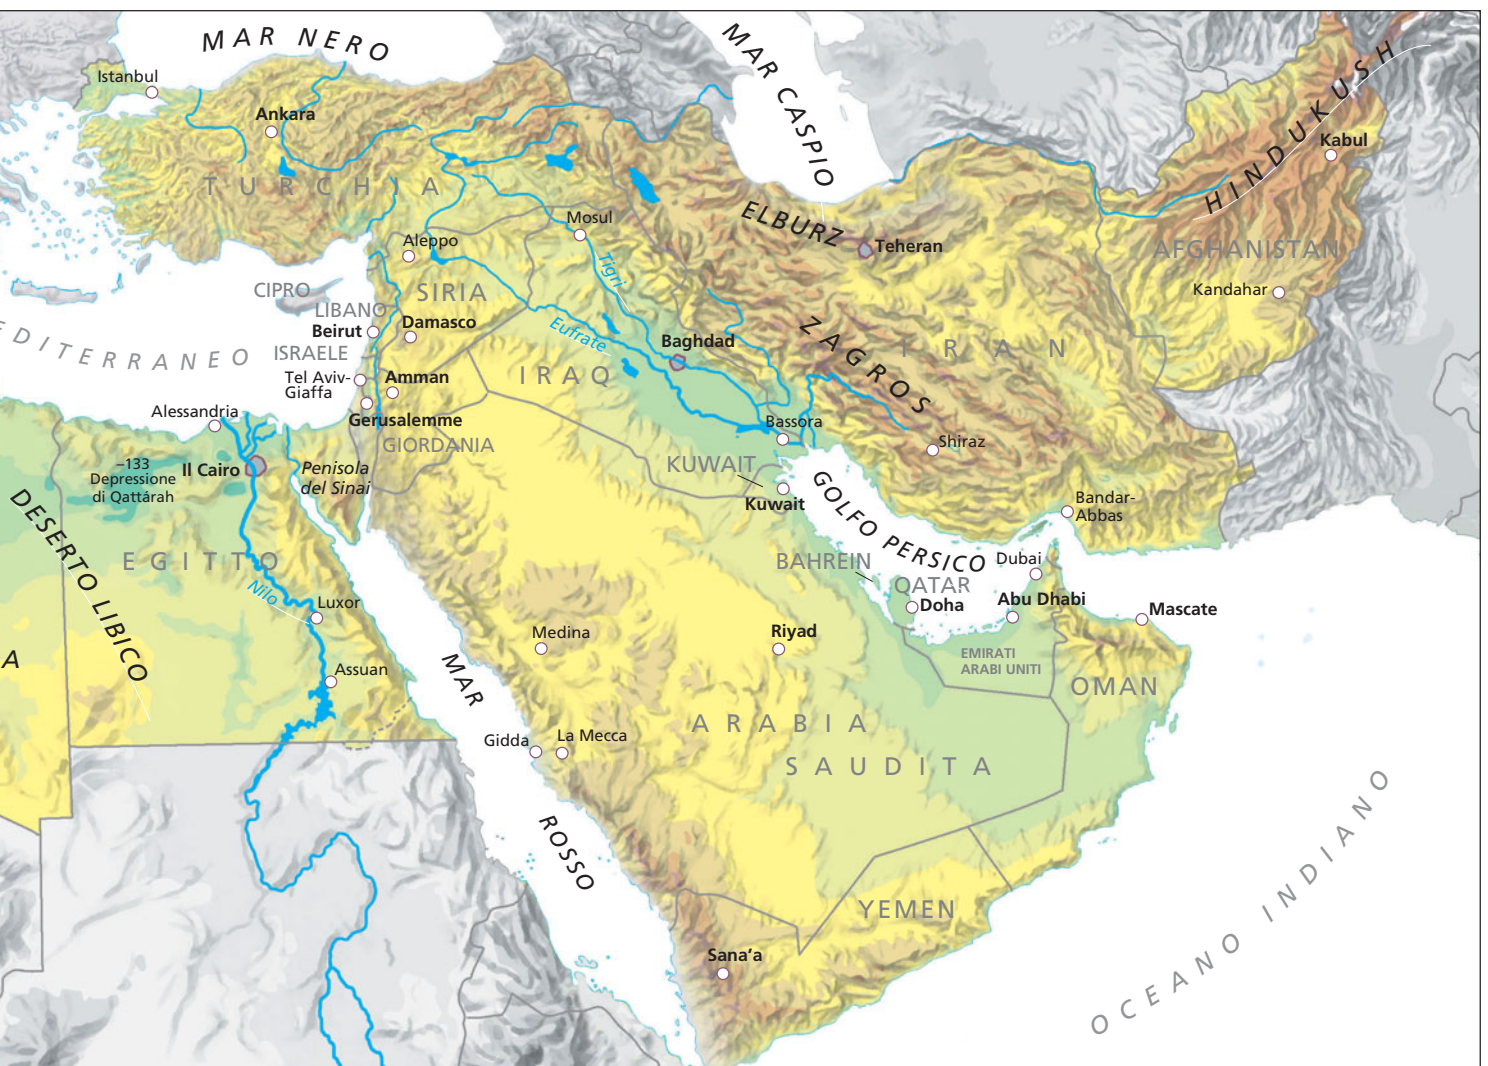 MAR NERO
MAR CASPIO
HINDUKUSH
Istanbul
Ankara
Kabul
TURCHIA
ELBURZ
Mosul
Teheran
AFGHANISTAN
Aleppo
Tigri
Kandahar
CIPRO
SIRIA
LIBANO
Beirut
Damasco
Eufrate
ZAGROS
Baghdad
IRAN
EDITERRANEO
ISRAELE
Tel Aviv-
Giaffa
Amman
IRAQ
Alessandria
Gerusalemme
Bassora
GIORDANIA
Shiraz
–133
Depressione
di Qattárah
Il Cairo
Penisola
del Sinai
KUWAIT
Kuwait
GOLFO PERSICO
Bandar-
Abbas
DESERTO LIBICO
EGITTO
BAHREIN
Dubai
QATAR
Nilo
Luxor
Doha
Abu Dhabi
Mascate
Medina
Riyad
A
EMIRATI
ARABI UNITI
Assuan
MAR
OMAN
ARABIA
Gidda
La Mecca
SAUDITA
ROSSO
OCEANO INDIANO
YEMEN
Sana’a